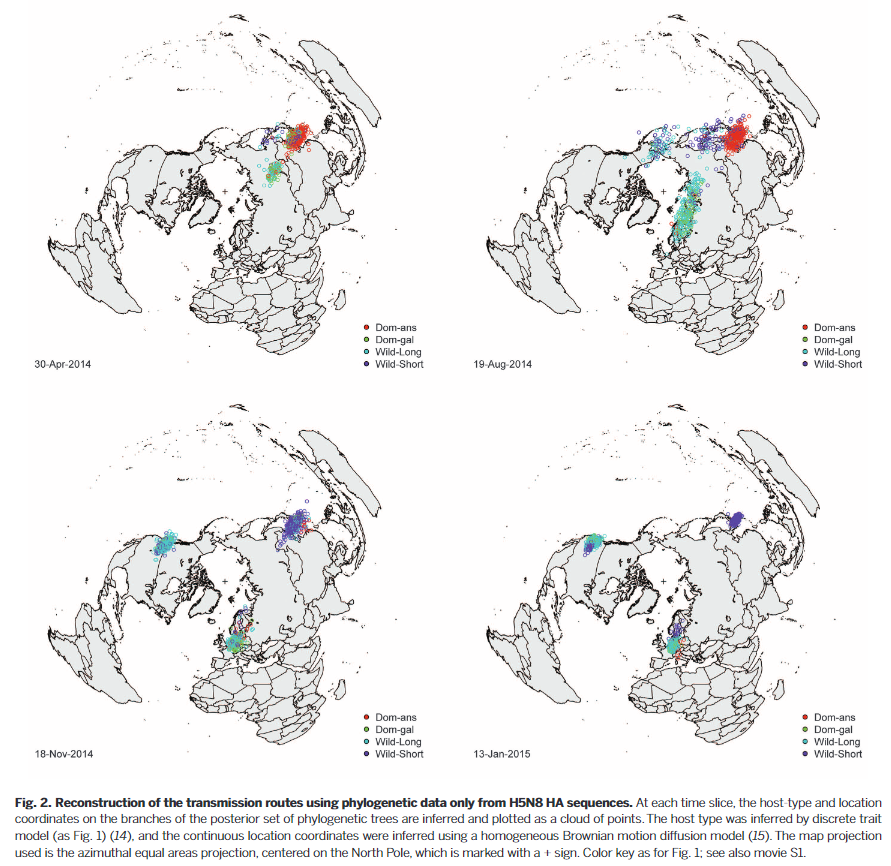 Dom-ans
Dom-gal
Wild-Long
Wild-Short
30-Apr-2014
Dom-ans
Dom-gal
Wild-Long
Wild-Short
19-Aug-2014
Dom-ans
Dom-gal
Wild-Long
Wild-Short
18-Nov-2014
Dom-ans
Dom-gal
Wild-Long
Wild-Short
13-Jan-2015
Fig. 2. Reconstruction of the transmission routes using phylogenetic data only from H5N8 HA sequences. At each time slice, the host-type and location
coordinates on the branches of the posterior set of phylogenetic trees are inferred and plotted as a cloud of points. The host type was inferred by discrete trait
model (as Fig. 1) (14), and the continuous location coordinates were inferred using a homogeneous Brownian motion diffusion model (15). The map projection
used is the azimuthal equal areas projection, centered on the North Pole, which is marked with a + sign. Color key as for Fig. 1; see also movie S1.